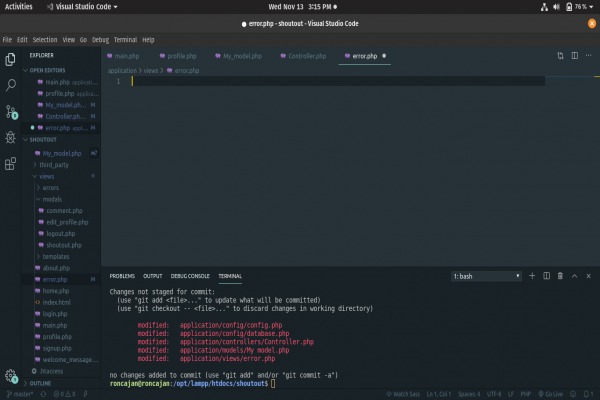 Activities
Visual Studio Code
Wed Nov 13 3:15 PM
76 %
error.php - shoutout - Visual Studio Code
File Edit Selection View Go Debug Terminal Help
EXPLORER
main.php
profile.php
My_model.php
Controller.php
error.php
application > views > error.php
1
OPEN EDITORS
main.php applicati...
profile.php applica...
My_model.ph... M
Controller.ph... M
error.php appl... M
SHOUTOUT
My_model.php
third_party
views
errors
modals
comment.php
edit_profile.php
logout.php
shoutout.php
templates
about.php
error.php M
home.php
index.html
login.php
main.php
profile.php
signup.php
welcome_message....
.htaccess
OUTLINE
PROBLEMS OUTPUT DEBUG CONSOLE TERMINAL
1: bash
Changes not staged for commit:
(use "git add <file>..." to update what will be committed)
(use "git checkout -- <file>..." to discard changes in working directory)
modified: application/config/config.php
modified: application/config/database.php
modified: application/controllers/Controller.php
modified: application/models/My model.php
modified: application/views/error.php
no changes added to commit (use "git add" and/or "git commit -a")
roncajan@roncajan:/opt/lampp/htdocs/shoutout$
master*
0 0
Watch Sass
Ln 1, Col 1
Spaces: 4
UTF-8
LF
PHP
Go Live
1